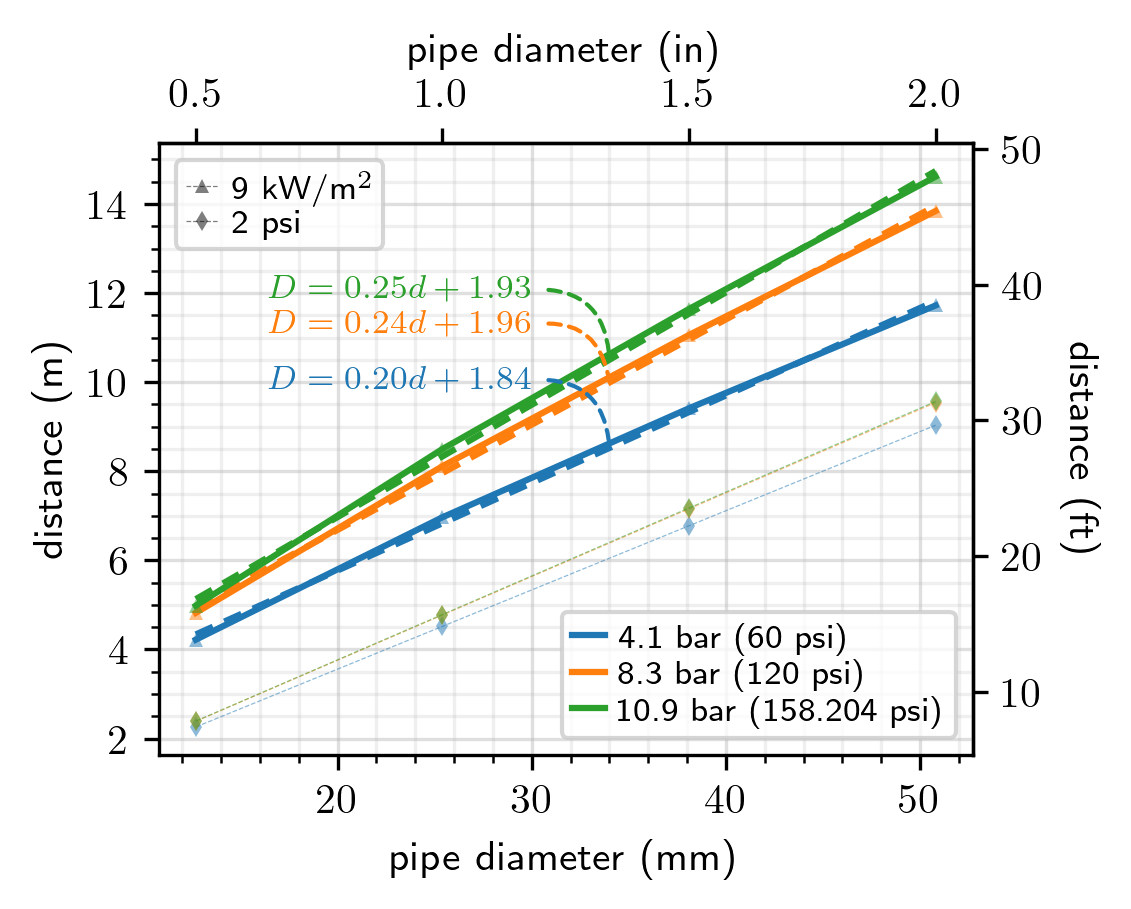 pipe diameter (in)
0.5 1.0 1.5 2.0
9 kW/m²
2 psi
D = 0.25d + 1.93
D = 0.24d + 1.96
D = 0.20d + 1.84
distance (m)
14
12
10
8
6
4
2
distance (ft)
50
40
30
20
10
4.1 bar (60 psi)
8.3 bar (120 psi)
10.9 bar (158.204 psi)
20 30 40 50
pipe diameter (mm)